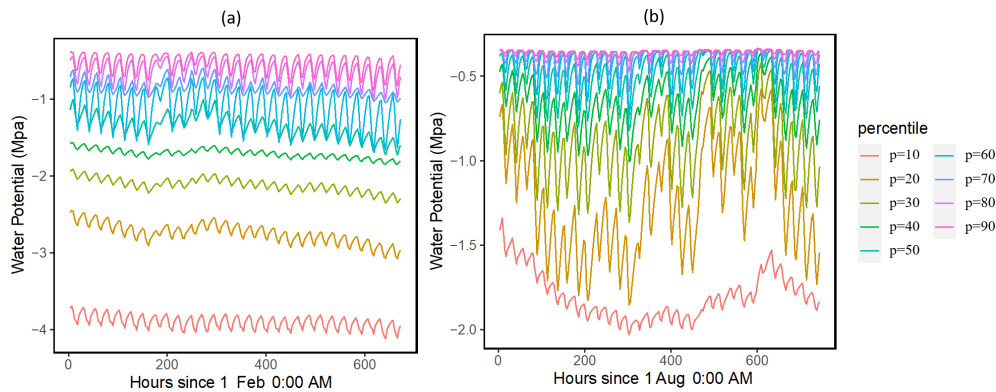 (a)
Water Potential (Mpa)
−1
−2
−3
−4
0 200 400 600
Hours since 1 Feb 0:00 AM
(b)
Water Potential (Mpa)
−0.5
−1.0
−1.5
−2.0
0 200 400 600
Hours since 1 Aug 0:00 AM
percentile
p=10 p=60
p=20 p=70
p=30 p=80
p=40 p=90
p=50